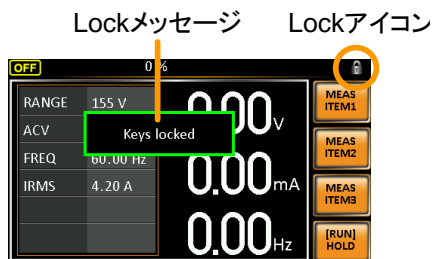 Lockメッセージ Lockアイコン
OFF 0 %
RANGE 155 V
ACV
FREQ 60.00 Hz
IRMS 4.20 A
Keys locked
0.00 V
0.00 mA
0.00 Hz
MEAS
ITEM1
MEAS
ITEM2
MEAS
ITEM3
[RUN]
HOLD